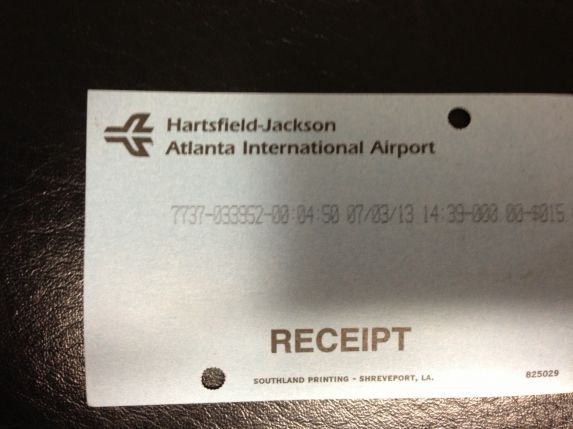 Hartsfield-Jackson
Atlanta International Airport
7737-033952-00:04:50 07/03/13 14:39-000.00-$015.
RECEIPT
SOUTHLAND PRINTING - SHREVEPORT, LA.
825029